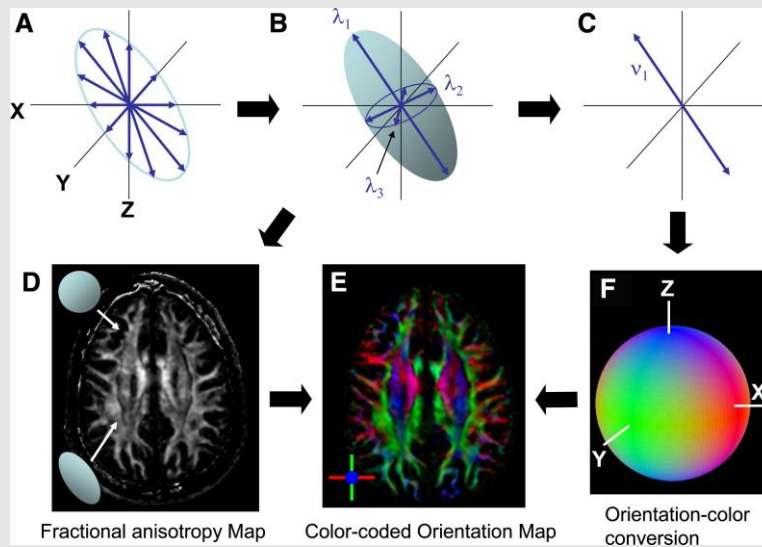 A
B
C
X
Y
Z
λ1
λ2
λ3
ν1
D
E
F
Z
X
Y
Fractional anisotropy Map
Color-coded Orientation Map
Orientation-color
conversion